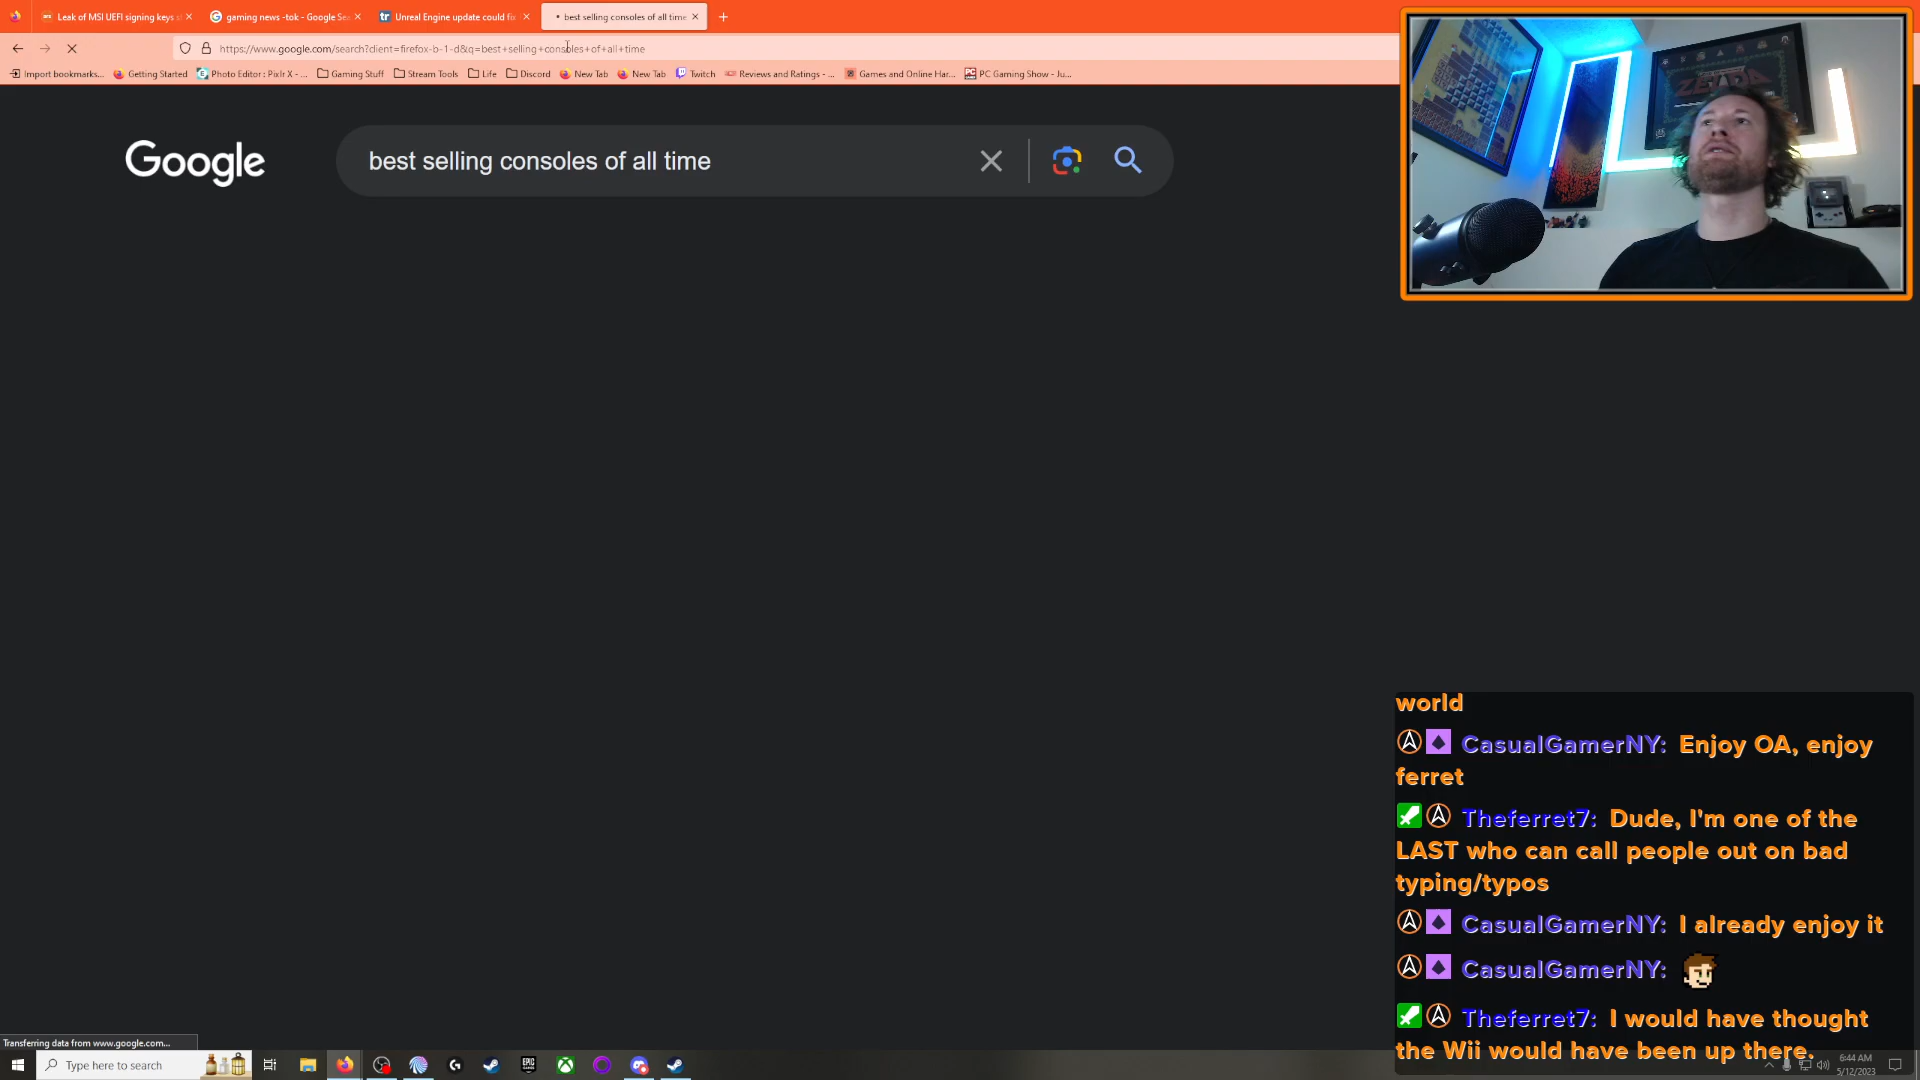 Leak of MSI UEFI signing keys s
gaming news -tok - Google Se
tr Unreal Engine update could fi
best selling consoles of all time
https://www.google.com/search?client=firefox-b-1-d&q=best+selling+consoles+of+all+time
Import bookmarks...
Getting Started
Photo Editor : Pixlr X - ...
Gaming Stuff
Stream Tools
Life
Discord
New Tab
New Tab
Twitch
Reviews and Ratings - ...
Games and Online Har...
PC Gaming Show - Ju...
Google
best selling consoles of all time
ZELDA
world
CasualGamerNY: Enjoy OA, enjoy
ferret
Theferret7: Dude, I'm one of the
LAST who can call people out on bad
typing/typos
CasualGamerNY: I already enjoy it
CasualGamerNY:
Theferret7: I would have thought
the Wii would have been up there.
Transferring data from www.google.com...
Type here to search
EPIC
6:44 AM
5/12/2023